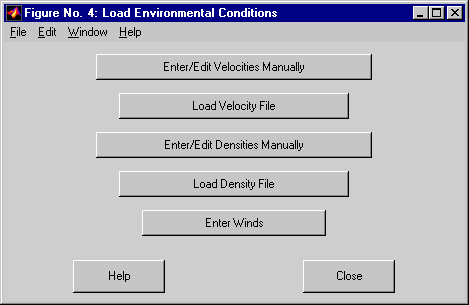 Figure No. 4: Load Environmental Conditions
File Edit Window Help
Enter/Edit Velocities Manually
Load Velocity File
Enter/Edit Densities Manually
Load Density File
Enter Winds
Help Close